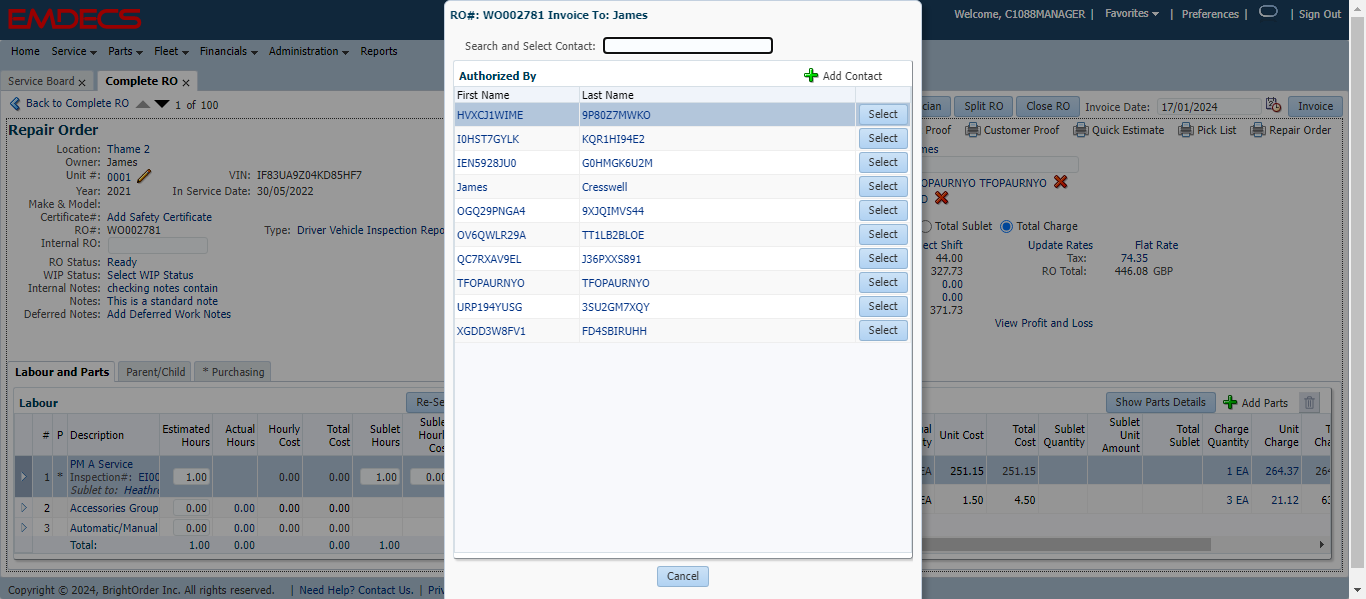 EMDECS
Welcome, C1088MANAGER | Favorites | Preferences | | Sign Out
Home Service Parts Fleet Financials Administration Reports
Service Board x Complete RO x
Back to Complete RO 1 of 100
Split RO Close RO Invoice Date: 17/01/2024 Invoice
Proof Customer Proof Quick Estimate Pick List Repair Order
Repair Order
Location: Thame 2
Owner: James
Unit #: 0001 VIN: IF83UA9Z04KD85HF7
Year: 2021 In Service Date: 30/05/2022
Make & Model:
Certificate#: Add Safety Certificate
RO#: WO002781 Type: Driver Vehicle Inspection Repo
Internal RO:
RO Status: Ready
WIP Status: Select WIP Status
Internal Notes: checking notes contain
Notes: This is a standard note
Deferred Notes: Add Deferred Work Notes
RO#: WO002781 Invoice To: James
Search and Select Contact:
Authorized By Add Contact
First Name Last Name
HVXCJ1WIME 9P80Z7MWKO Select
I0HST7GYLK KQR1HI94E2 Select
IEN5928JU0 G0HMGK6U2M Select
James Cresswell Select
OGQ29PNGA4 9XJQIMVS44 Select
OV6QWLR29A TT1LB2BLOE Select
QC7RXAV9EL J36PXXS891 Select
TFOPAURNYO TFOPAURNYO Select
URP194YUSG 3SU2GM7XQY Select
XGDD3W8FV1 FD4SBIRUHH Select
Cancel
mes
OPAURNYO TFOPAURNYO
O
Total Sublet Total Charge
ect Shift Update Rates Flat Rate
44.00 Tax: 74.35
327.73 RO Total: 446.08 GBP
0.00
0.00
371.73
View Profit and Loss
Labour and Parts Parent/Child * Purchasing
Labour Re-Se
# P Description Estimated Hours Actual Hours Hourly Cost Total Cost Sublet Hours Suble Hourl Cos
1 * PM A Service 1.00 0.00 0.00 1.00 0.00
Inspection#: EI00
Sublet to: Heathr
2 Accessories Group 0.00 0.00 0.00 0.00
3 Automatic/Manual 0.00 0.00 0.00 0.00
Total: 1.00 0.00 0.00 1.00
Show Parts Details Add Parts
Unit Cost Total Cost Sublet Quantity Sublet Unit Amount Total Sublet Charge Quantity Unit Charge
EA 251.15 251.15 1 EA 264.37 264
EA 1.50 4.50 3 EA 21.12 63
Copyright © 2024, BrightOrder Inc. All rights reserved. | Need Help? Contact Us. | Priv